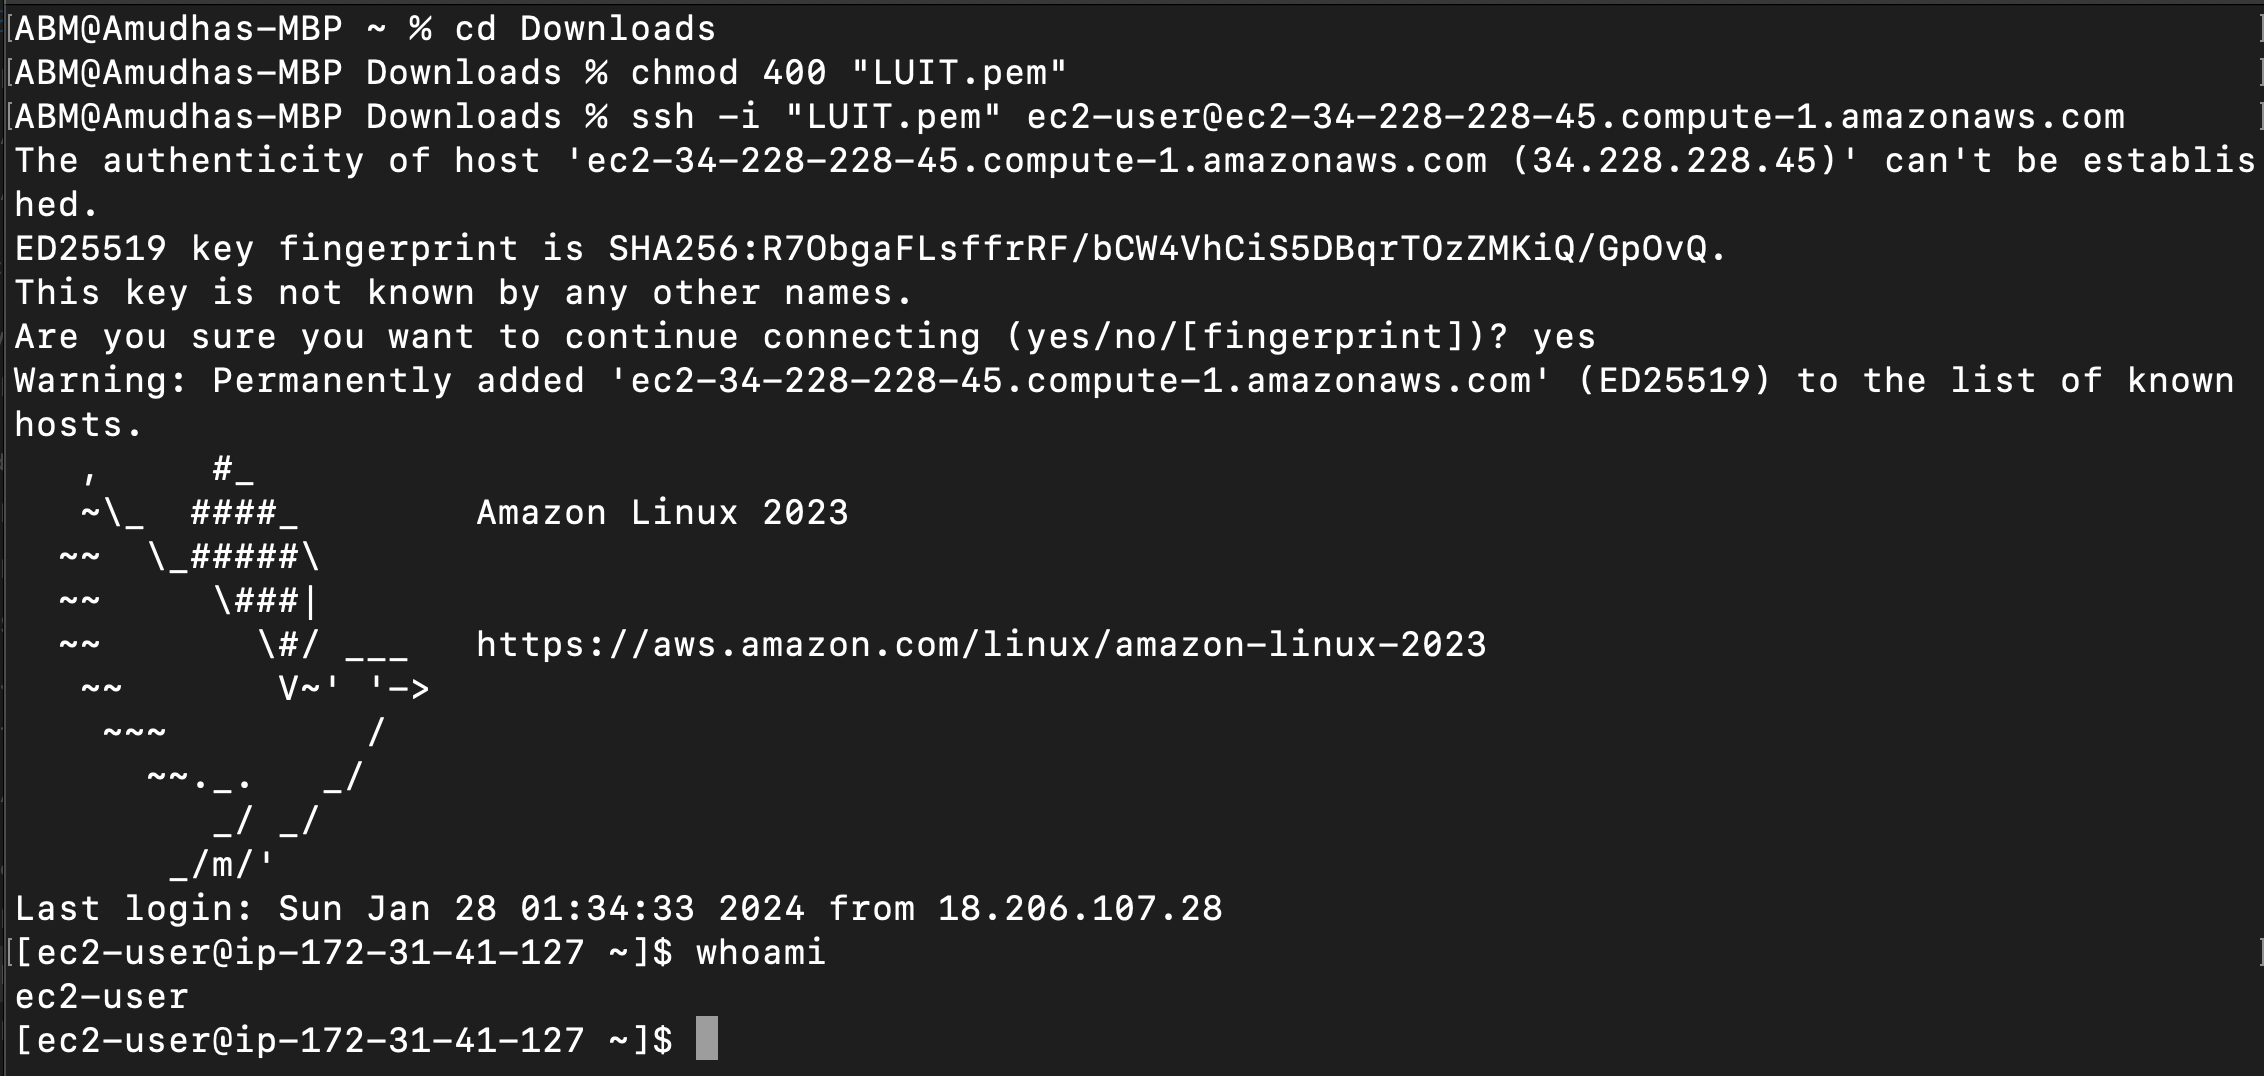 ABM@Amudhas-MBP ~ % cd Downloads
ABM@Amudhas-MBP Downloads % chmod 400 "LUIT.pem"
ABM@Amudhas-MBP Downloads % ssh -i "LUIT.pem" ec2-user@ec2-34-228-228-45.compute-1.amazonaws.com
The authenticity of host 'ec2-34-228-228-45.compute-1.amazonaws.com (34.228.228.45)' can't be establis
hed.
ED25519 key fingerprint is SHA256:R7ObgaFLsffrRF/bCW4VhCiS5DBqrTOzZMKiQ/GpOvQ.
This key is not known by any other names.
Are you sure you want to continue connecting (yes/no/[fingerprint])? yes
Warning: Permanently added 'ec2-34-228-228-45.compute-1.amazonaws.com' (ED25519) to the list of known
hosts.
   ,     #_
   ~\_  ####_        Amazon Linux 2023
  ~~  \_#####\
  ~~     \###|
  ~~       \#/ ___   https://aws.amazon.com/linux/amazon-linux-2023
   ~~       V~' '->
    ~~~         /
      ~~._.   _/
         _/ _/
       _/m/'
Last login: Sun Jan 28 01:34:33 2024 from 18.206.107.28
[ec2-user@ip-172-31-41-127 ~]$ whoami
ec2-user
[ec2-user@ip-172-31-41-127 ~]$